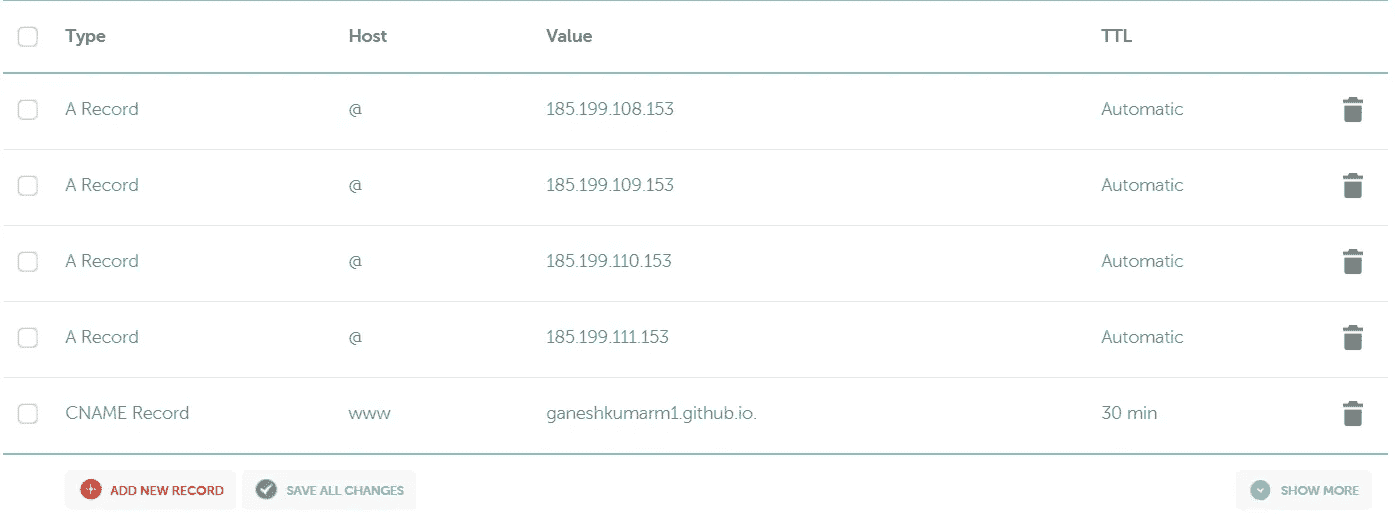 Type Host Value TTL
A Record @ 185.199.108.153 Automatic
A Record @ 185.199.109.153 Automatic
A Record @ 185.199.110.153 Automatic
A Record @ 185.199.111.153 Automatic
CNAME Record www ganeshkumarm1.github.io. 30 min
ADD NEW RECORD SAVE ALL CHANGES SHOW MORE